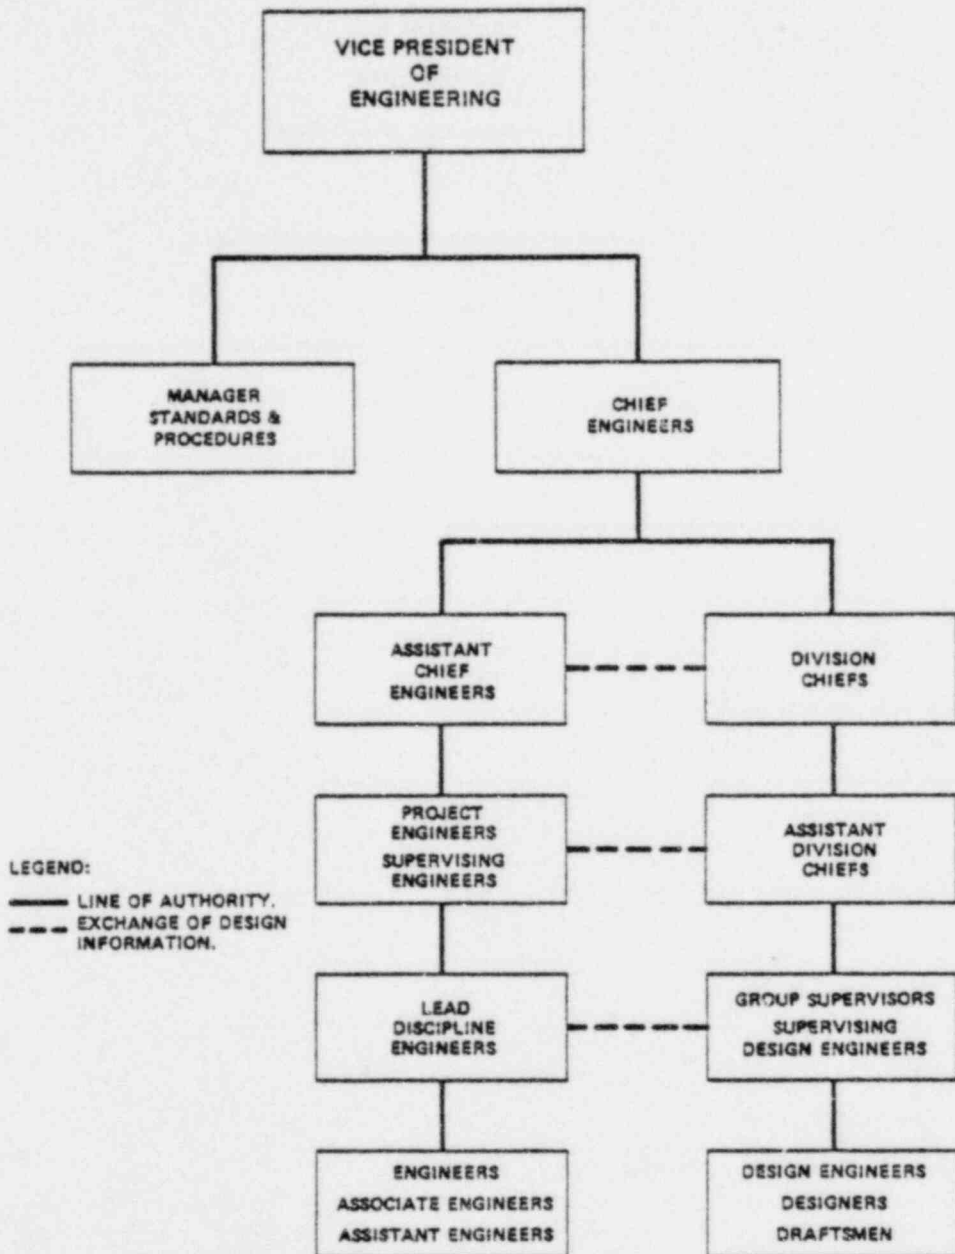 VICE PRESIDENT
OF
ENGINEERING
MANAGER
STANDARDS &
PROCEDURES
CHIEF
ENGINEERS
ASSISTANT
CHIEF
ENGINEERS
DIVISION
CHIEFS
PROJECT
ENGINEERS
SUPERVISING
ENGINEERS
ASSISTANT
DIVISION
CHIEFS
LEGEND:
LINE OF AUTHORITY.
EXCHANGE OF DESIGN
INFORMATION.
LEAD
DISCIPLINE
ENGINEERS
GROUP SUPERVISORS
SUPERVISING
DESIGN ENGINEERS
ENGINEERS
ASSOCIATE ENGINEERS
ASSISTANT ENGINEERS
DESIGN ENGINEERS
DESIGNERS
DRAFTSMEN